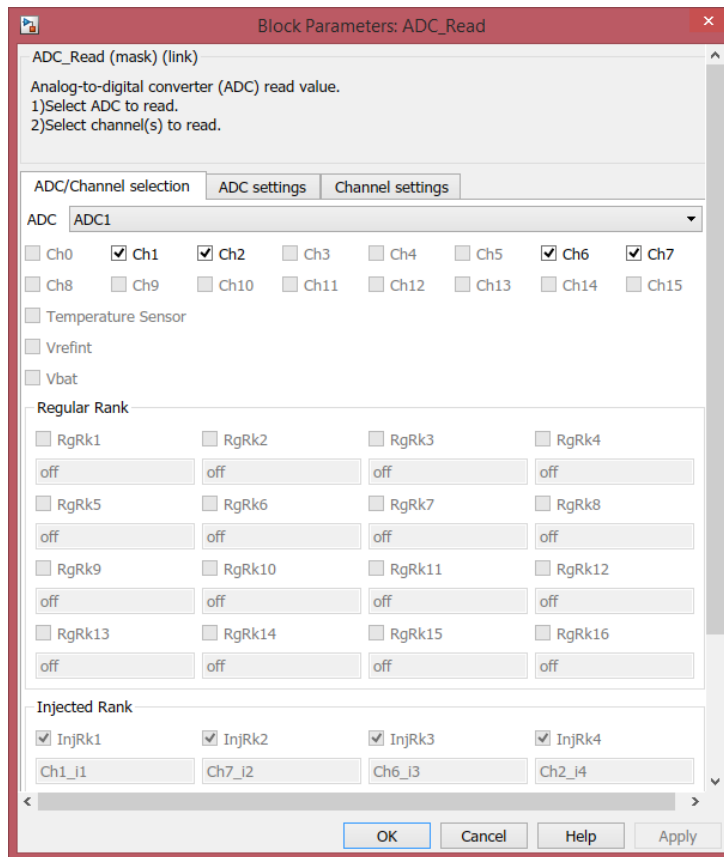 Block Parameters: ADC_Read
ADC_Read (mask) (link)
Analog-to-digital converter (ADC) read value.
1)Select ADC to read.
2)Select channel(s) to read.
ADC/Channel selection ADC settings Channel settings
ADC ADC1
Ch0 Ch1 Ch2 Ch3 Ch4 Ch5 Ch6 Ch7
Ch8 Ch9 Ch10 Ch11 Ch12 Ch13 Ch14 Ch15
Temperature Sensor
Vrefint
Vbat
Regular Rank
RgRk1 RgRk2 RgRk3 RgRk4
off off off off
RgRk5 RgRk6 RgRk7 RgRk8
off off off off
RgRk9 RgRk10 RgRk11 RgRk12
off off off off
RgRk13 RgRk14 RgRk15 RgRk16
off off off off
Injected Rank
InjRk1 InjRk2 InjRk3 InjRk4
Ch1_i1 Ch7_i2 Ch6_i3 Ch2_i4
OK Cancel Help Apply